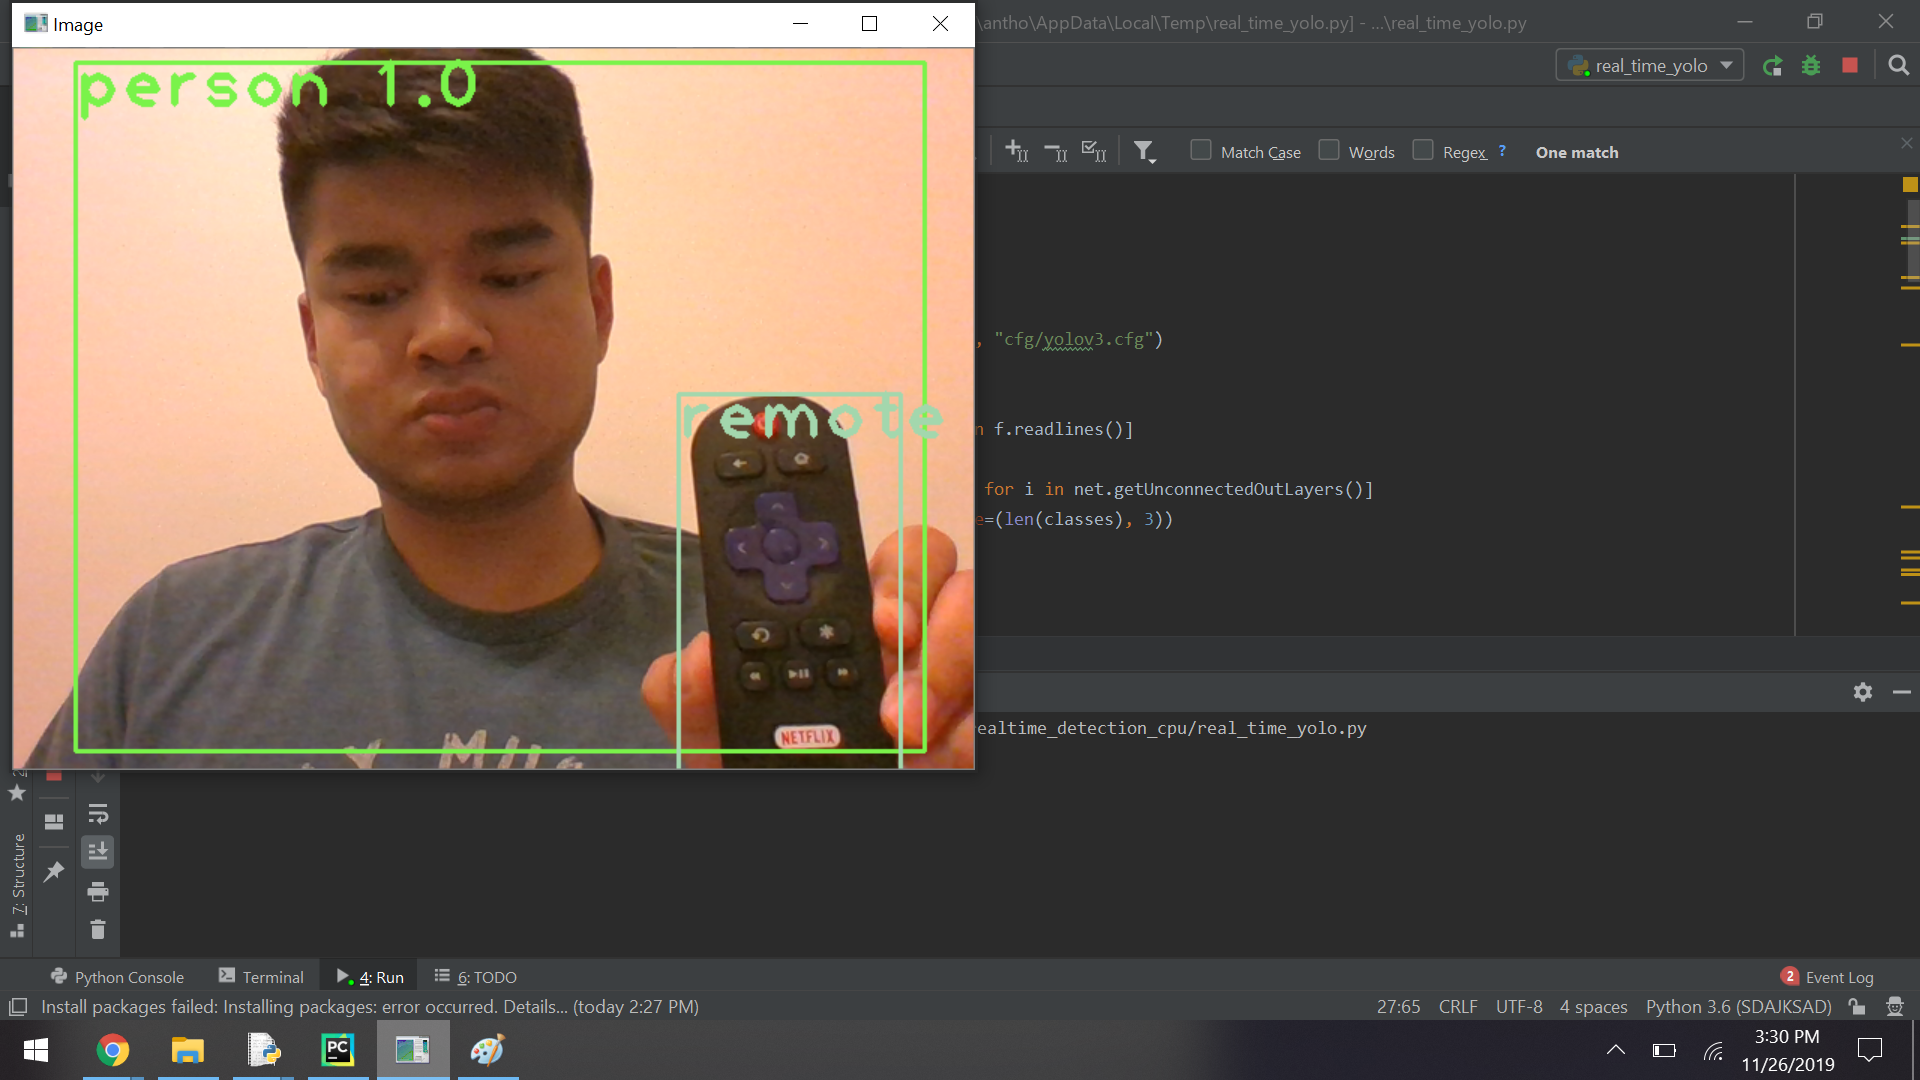 Image
\antho\AppData\Local\Temp\real_time_yolo.py] - ...\real_time_yolo.py
real_time_yolo
Match Case Words Regex ? One match
person 1.0
, "cfg/yolov3.cfg")
remote
f.readlines()]
for i in net.getUnconnectedOutLayers()]
=(len(classes), 3))
NETFLIX
ealtime_detection_cpu/real_time_yolo.py
7: Structure
Python Console Terminal 4: Run 6: TODO 2 Event Log
Install packages failed: Installing packages: error occurred. Details... (today 2:27 PM) 27:65 CRLF UTF-8 4 spaces Python 3.6 (SDAJKSAD)
PC
3:30 PM
11/26/2019